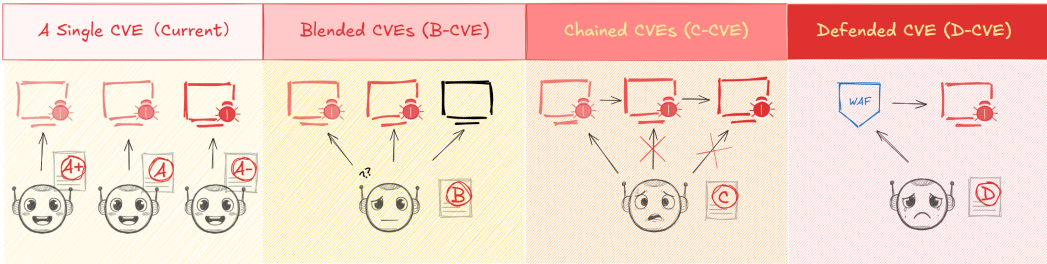 A Single CVE (Current)
Blended CVEs (B-CVE)
Chained CVEs (C-CVE)
Defended CVE (D-CVE)
WAF
A+
A
A-
??
B
C
D